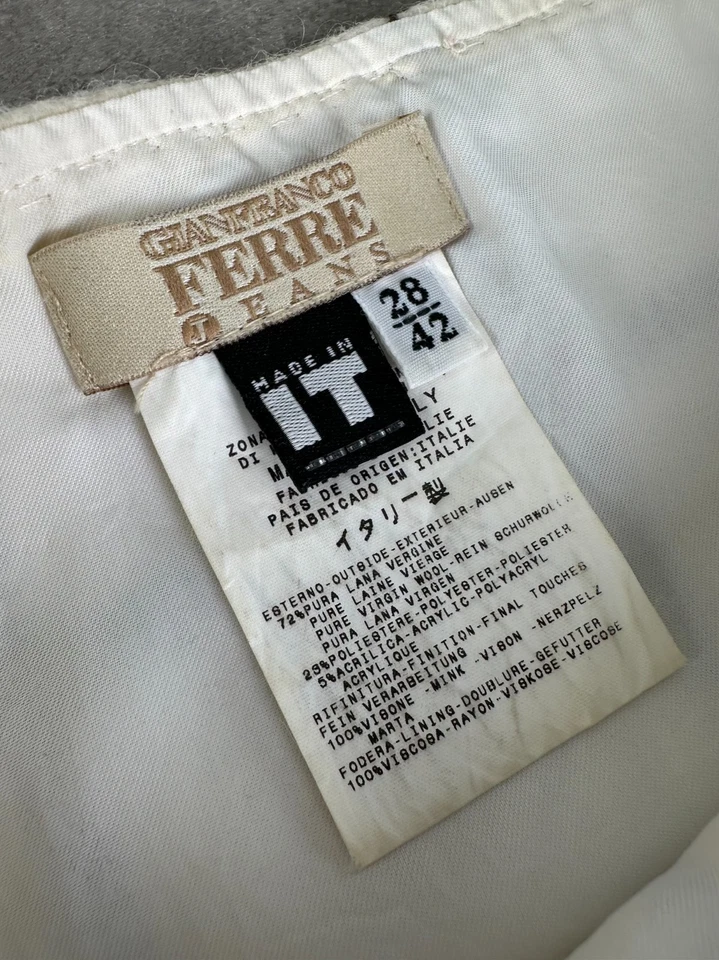 GIANFRANCO
FERRE
JEANS
28
42
MADE IN
IT
ZONA
DI
PAIS DE ORIGEN:ITALIE
FABRICADO EM ITALIA
イタリー製
ESTERNO-OUTSIDE-EXTERIEUR-AUBEN
72%PURA LANA VERGINE
PURE LAINE VIERGE
PURE VIRGIN WOOL-REIN SCHURWOLLE
PURA LANA VIRGEN
23%POLIESTERE-POLYESTER-POLIESTER
5%ACRILICA-ACRYLIC-POLYACRYL
ACRYLIQUE
RIFINITURA-FINITION-FINAL TOUCHES
FEIN VERARBEITUNG
100%VISONE -MINK -VISON -NERZPELZ
MARTA
FODERA-LINING-DOUBLURE-GEFUTTER
100%VISCOSA-RAYON-VISKOSE-VISCOSE